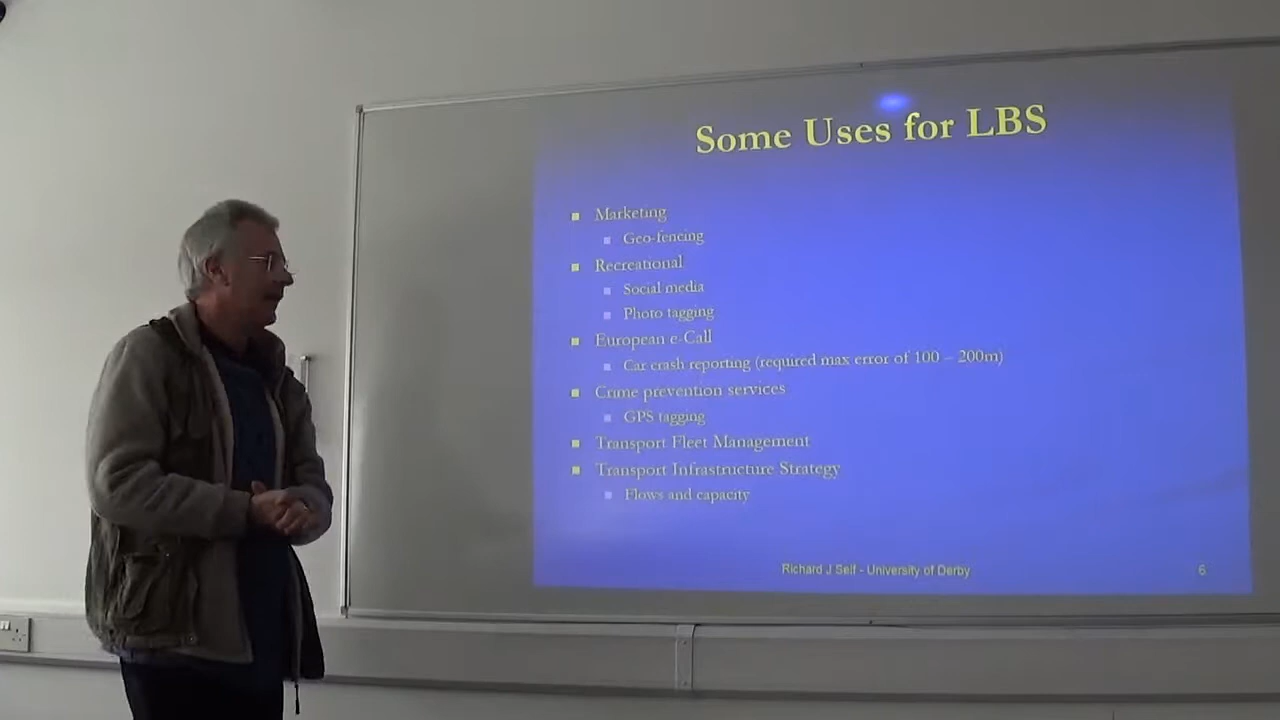 Some Uses for LBS
Marketing
Geo-fencing
Recreational
Social media
Photo tagging
European e-Call
Car crash reporting (required max error of 100 – 200m)
Crime prevention services
GPS tagging
Transport Fleet Management
Transport Infrastructure Strategy
Flows and capacity
Richard J Self - University of Derby
6